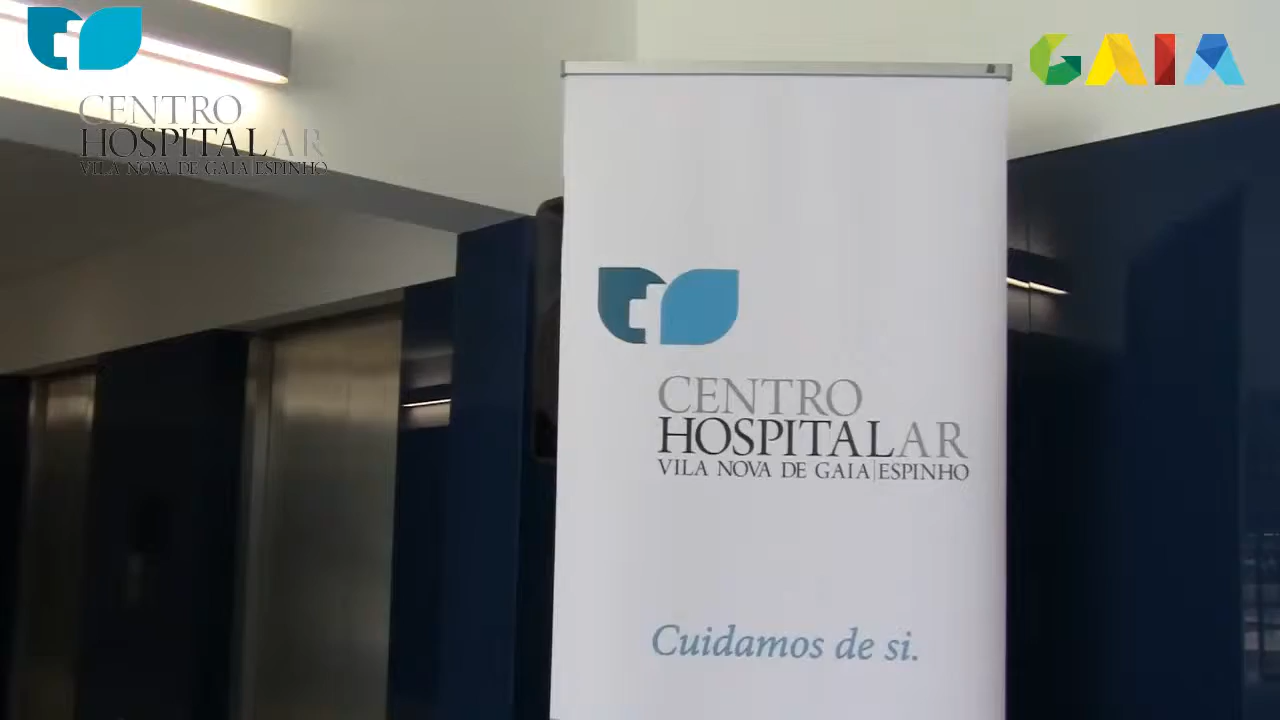 CENTRO
HOSPITALAR
VILA NOVA DE GAIA|ESPINHO
GAIA
CENTRO
HOSPITALAR
VILA NOVA DE GAIA|ESPINHO
Cuidamos de si.